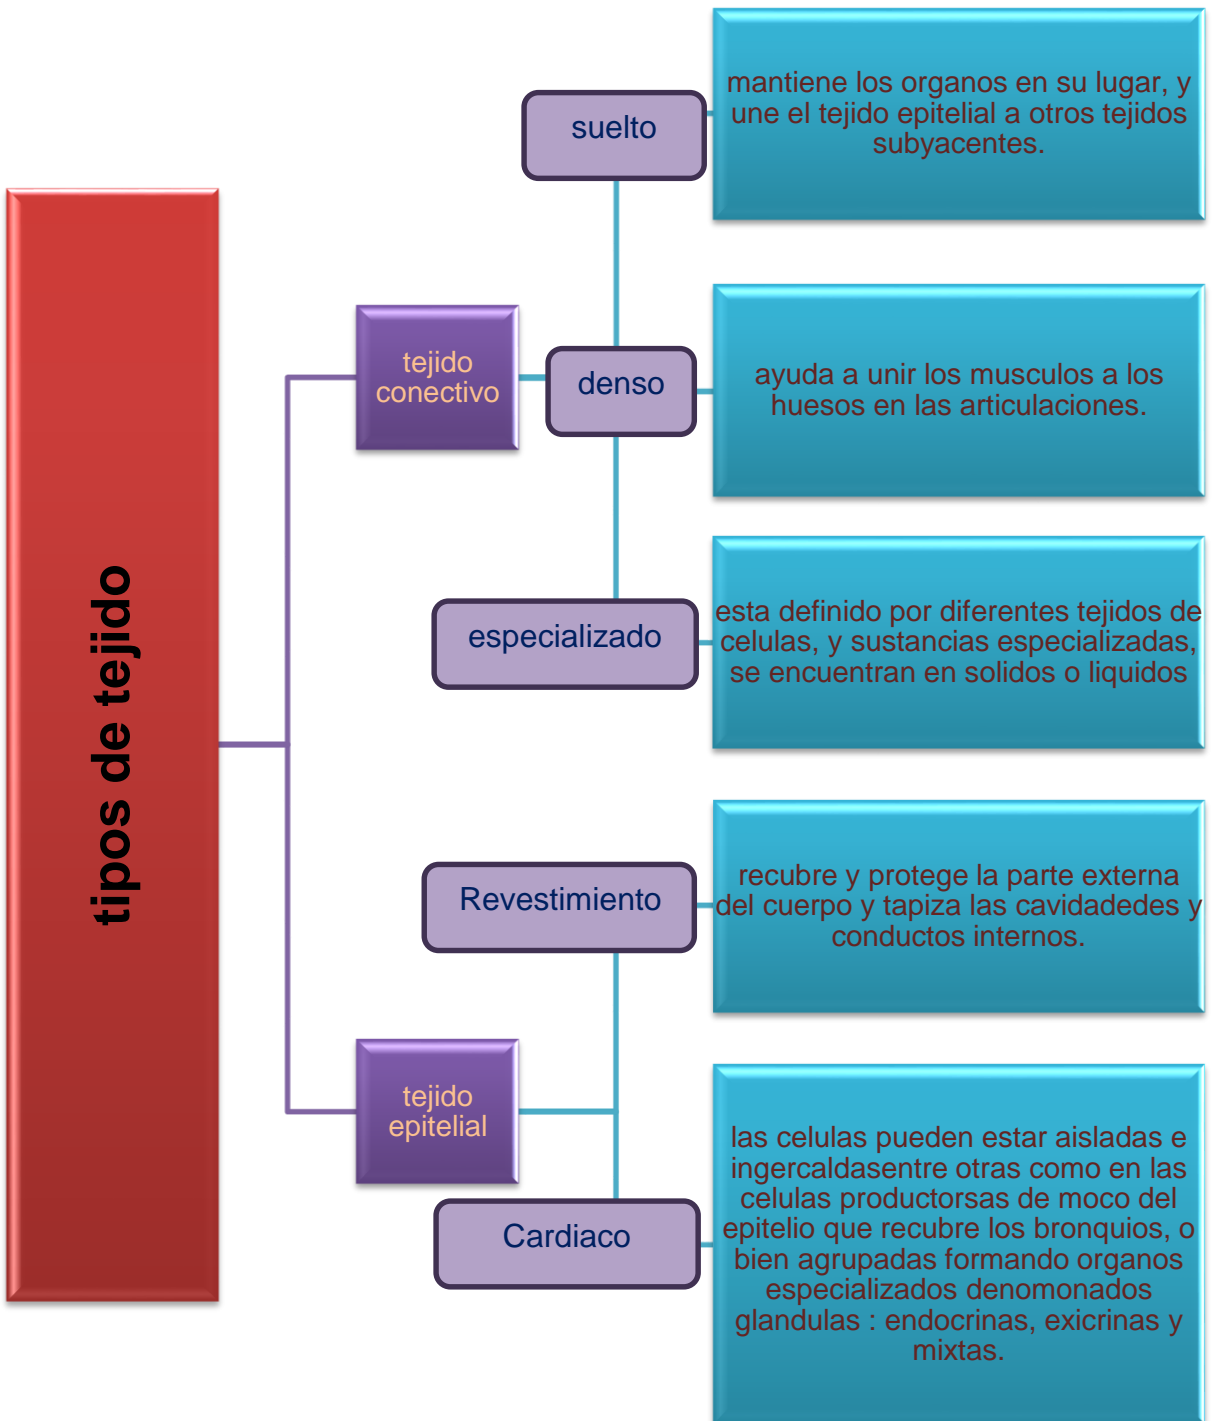 tipos de tejido
tejido
conectivo
suelto
mantiene los organos en su lugar, y
une el tejido epitelial a otros tejidos
subyacentes.
denso
ayuda a unir los musculos a los
huesos en las articulaciones.
especializado
esta definido por diferentes tejidos de
celulas, y sustancias especializadas,
se encuentran en solidos o liquidos
tejido
epitelial
Revestimiento
recubre y protege la parte externa
del cuerpo y tapiza las cavidadedes y
conductos internos.
Cardiaco
las celulas pueden estar aisladas e
ingercaldasentre otras como en las
celulas productorsas de moco del
epitelio que recubre los bronquios, o
bien agrupadas formando organos
especializados denomonados
glandulas : endocrinas, exicrinas y
mixtas.